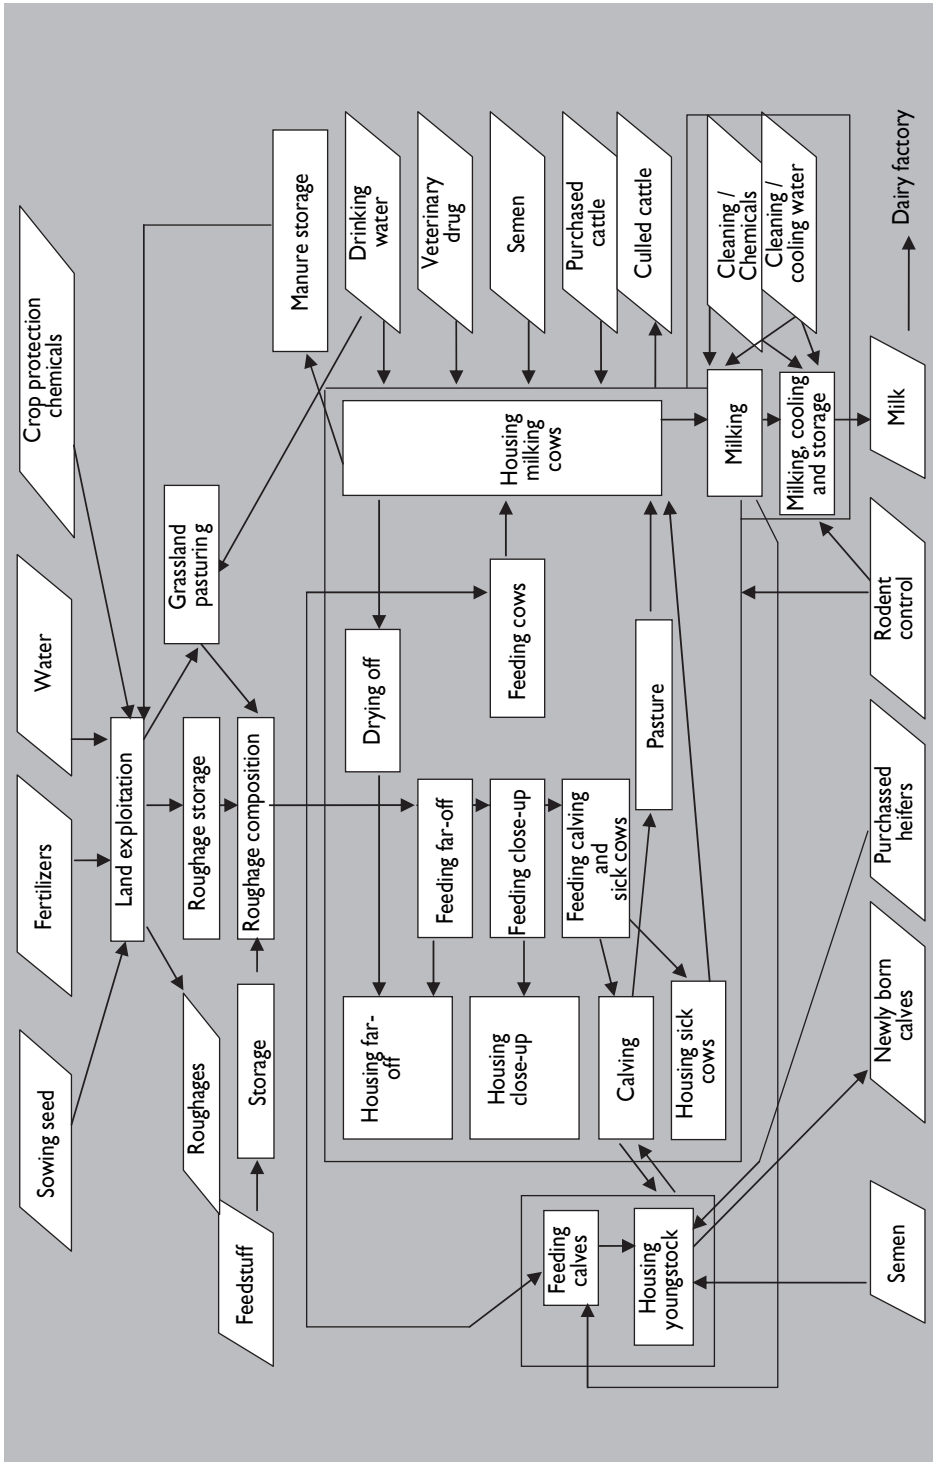 Sowing seed
Fertilizers
Water
Crop protection
chemicals
Land exploitation
Roughages
Roughage storage
Grassland
pasturing
Feedstuff
Storage
Roughage composition
Manure storage
Housing far-
off
Drying off
Drinking
water
Feeding far-off
Veterinary
drug
Housing
close-up
Feeding close-up
Feeding cows
Housing
milking
cows
Semen
Feeding
calves
Feeding calving
and
sick cows
Purchased
cattle
Calving
Culled cattle
Housing
youngstock
Housing sick
cows
Pasture
Milking
Cleaning /
Chemicals
Cleaning /
cooling water
Milking, cooling
and storage
Semen
Newly born
calves
Purchassed
heifers
Rodent
control
Milk
Dairy factory